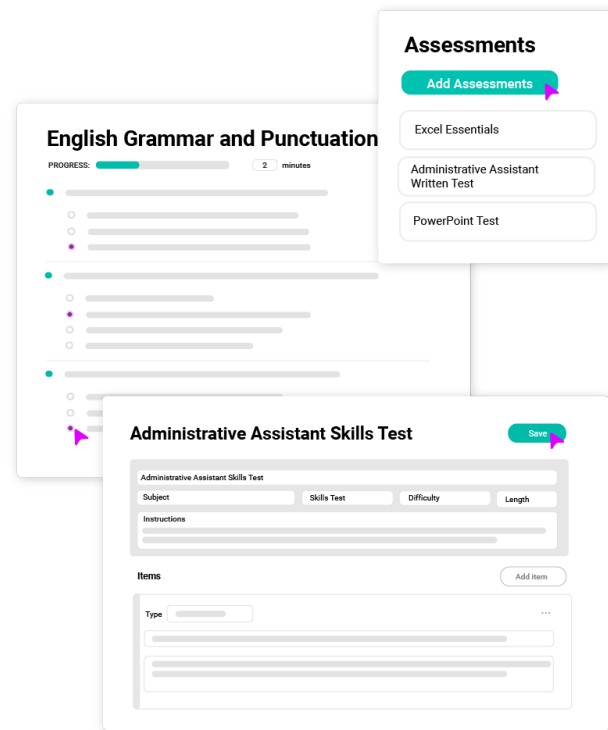 Assessments
Add Assessments
Excel Essentials
Administrative Assistant
Written Test
PowerPoint Test
English Grammar and Punctuation
PROGRESS: 2 minutes
Administrative Assistant Skills Test
Save
Administrative Assistant Skills Test
Subject Skills Test Difficulty Length
Instructions
Items Add Item
Type